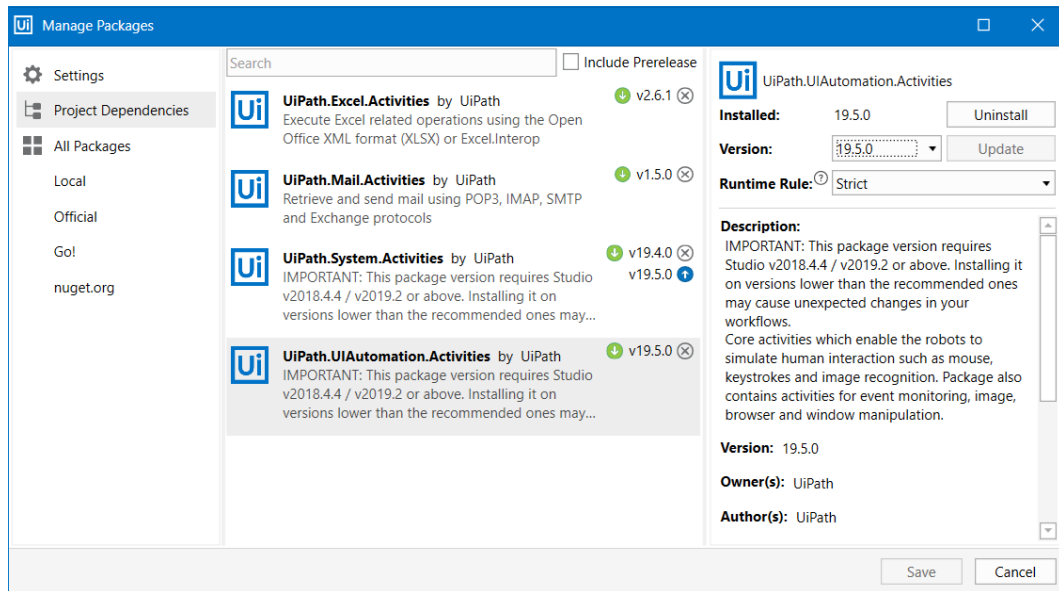 Ui Manage Packages
Settings
Project Dependencies
All Packages
Local
Official
Go!
nuget.org
Search
Include Prerelease
Ui
UiPath.Excel.Activities by UiPath
v2.6.1
Execute Excel related operations using the Open
Office XML format (XLSX) or Excel.Interop
Ui
UiPath.Mail.Activities by UiPath
v1.5.0
Retrieve and send mail using POP3, IMAP, SMTP
and Exchange protocols
Ui
UiPath.System.Activities by UiPath
v19.4.0
IMPORTANT: This package version requires Studio
v19.5.0
v2018.4.4 / v2019.2 or above. Installing it on
versions lower than the recommended ones may...
Ui
UiPath.UIAutomation.Activities by UiPath
v19.5.0
IMPORTANT: This package version requires Studio
v2018.4.4 / v2019.2 or above. Installing it on
versions lower than the recommended ones may...
Ui UiPath.UIAutomation.Activities
Installed: 19.5.0 Uninstall
Version: 19.5.0 Update
Runtime Rule: ? Strict
Description:
IMPORTANT: This package version requires
Studio v2018.4.4 / v2019.2 or above. Installing it
on versions lower than the recommended ones
may cause unexpected changes in your
workflows.
Core activities which enable the robots to
simulate human interaction such as mouse,
keystrokes and image recognition. Package also
contains activities for event monitoring, image,
browser and window manipulation.
Version: 19.5.0
Owner(s): UiPath
Author(s): UiPath
Save Cancel